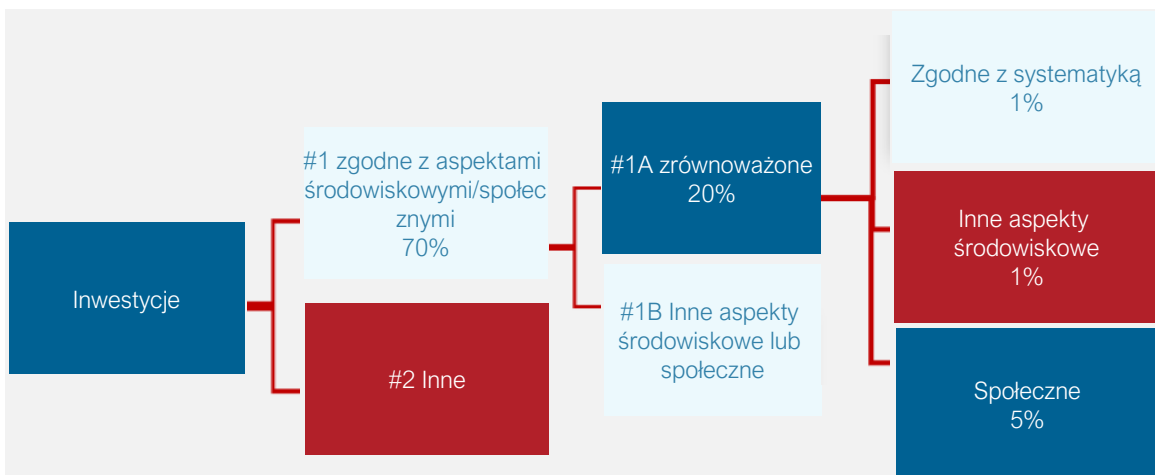 Inwestycje
#1 zgodne z aspektami
środowiskowymi/społec
znymi
70%
#2 Inne
#1A zrównoważone
20%
#1B Inne aspekty
środowiskowe lub
społeczne
Zgodne z systematyką
1%
Inne aspekty
środowiskowe
1%
Społeczne
5%